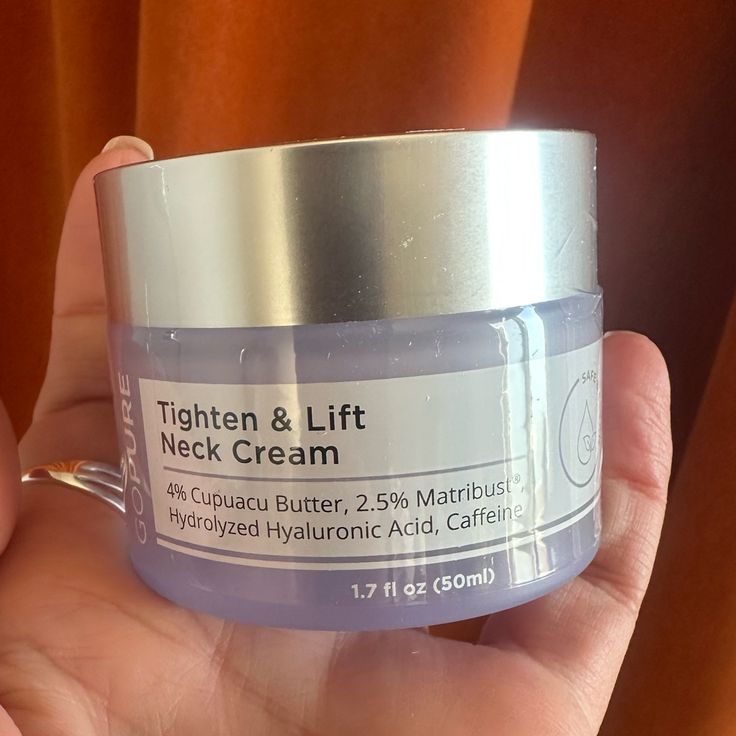 GOPURE
Tighten & Lift
Neck Cream
4% Cupuacu Butter, 2.5% Matribust®,
Hydrolyzed Hyaluronic Acid, Caffeine
1.7 fl oz (50ml)